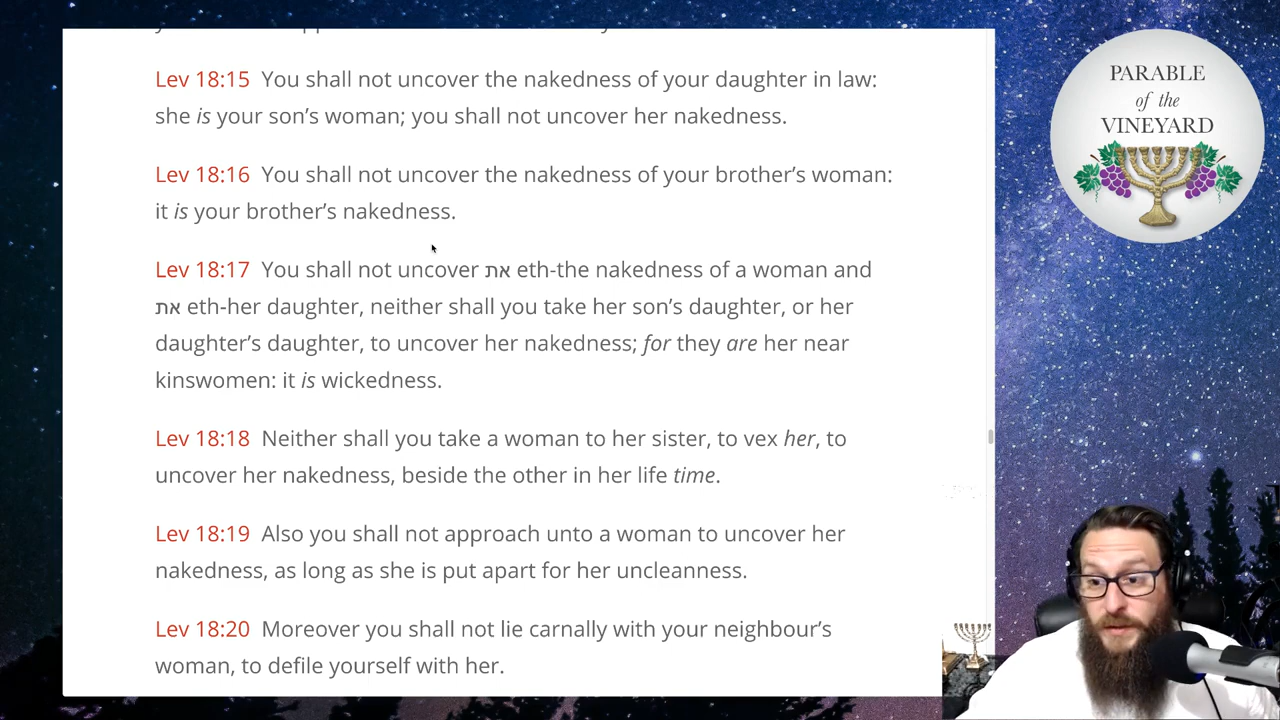 Lev 18:15 You shall not uncover the nakedness of your daughter in law:
she is your son’s woman; you shall not uncover her nakedness.
Lev 18:16 You shall not uncover the nakedness of your brother’s woman:
it is your brother’s nakedness.
Lev 18:17 You shall not uncover את eth-the nakedness of a woman and
את eth-her daughter, neither shall you take her son’s daughter, or her
daughter’s daughter, to uncover her nakedness; for they are her near
kinswomen: it is wickedness.
Lev 18:18 Neither shall you take a woman to her sister, to vex her, to
uncover her nakedness, beside the other in her life time.
Lev 18:19 Also you shall not approach unto a woman to uncover her
nakedness, as long as she is put apart for her uncleanness.
Lev 18:20 Moreover you shall not lie carnally with your neighbour’s
woman, to defile yourself with her.
PARABLE
of the
VINEYARD